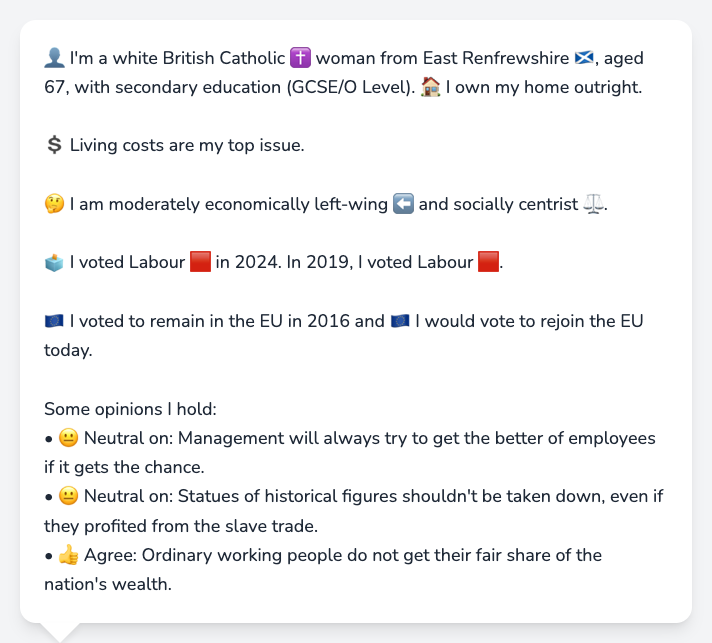 👤 I'm a white British Catholic ✝️ woman from East Renfrewshire 🏴󠁧󠁢󠁳󠁣󠁴󠁿, aged
67, with secondary education (GCSE/O Level). 🏠 I own my home outright.
💲 Living costs are my top issue.
🤔 I am moderately economically left-wing ⬅️ and socially centrist ⚖️.
🗳️ I voted Labour 🟥 in 2024. In 2019, I voted Labour 🟥.
🇪🇺 I voted to remain in the EU in 2016 and 🇪🇺 I would vote to rejoin the EU
today.
Some opinions I hold:
• 😐 Neutral on: Management will always try to get the better of employees
if it gets the chance.
• 😐 Neutral on: Statues of historical figures shouldn't be taken down, even if
they profited from the slave trade.
• 👍 Agree: Ordinary working people do not get their fair share of the
nation's wealth.